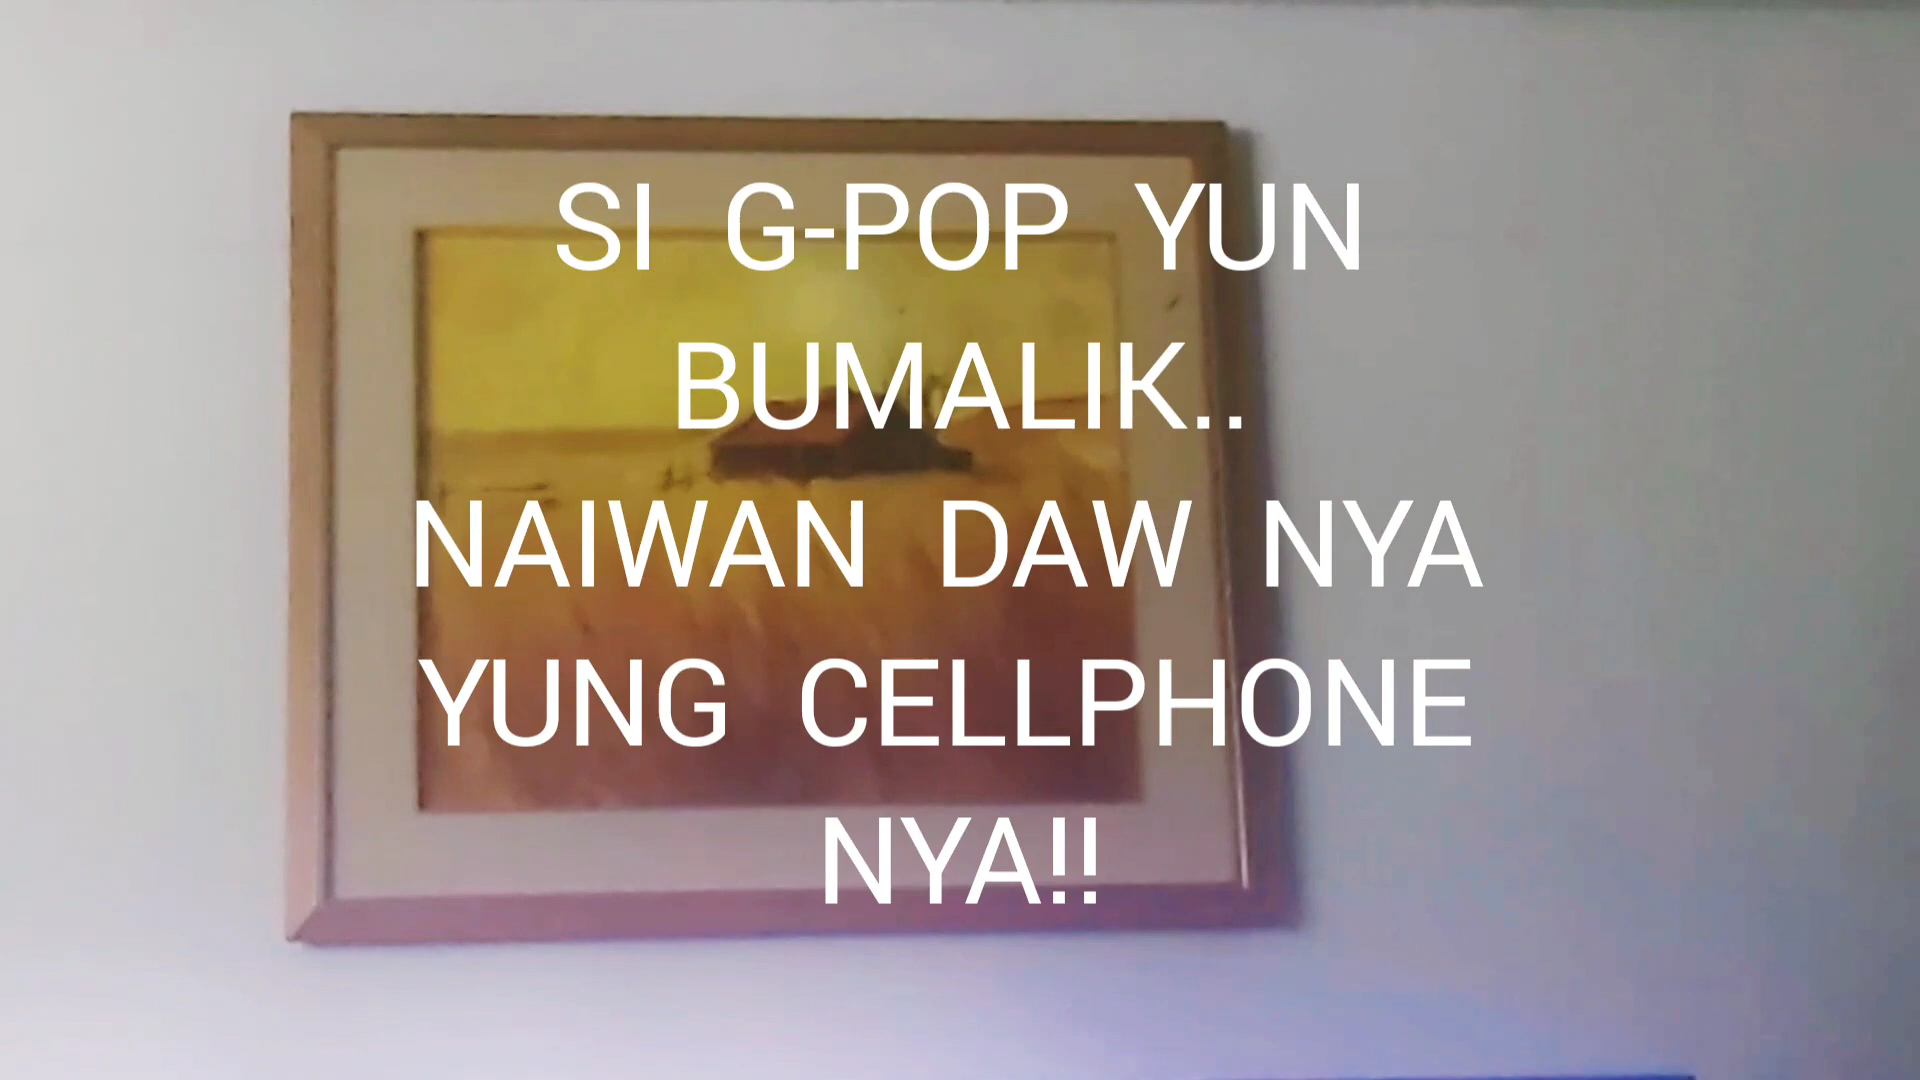 SI G-POP YUN
BUMALIK..
NAIWAN DAW NYA
YUNG CELLPHONE
NYA!!